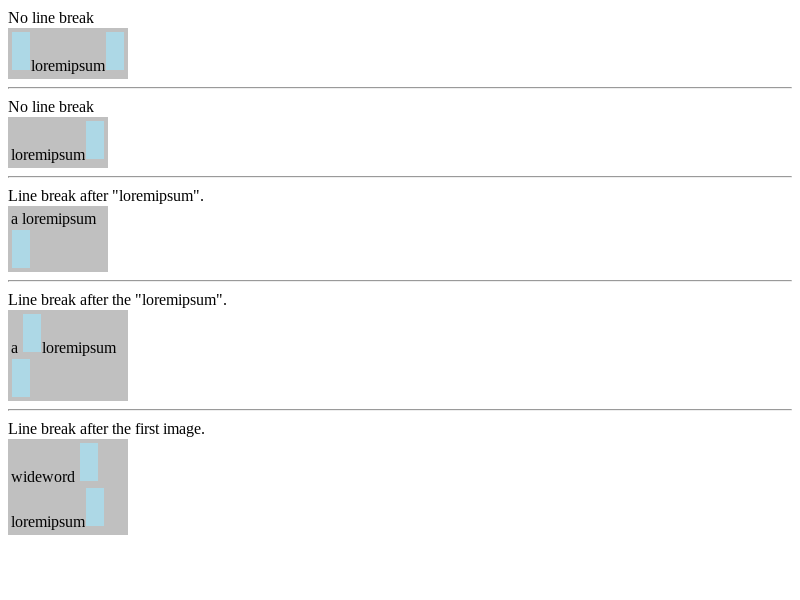 No line break
loremipsum
No line break
loremipsum
Line break after "loremipsum".
a loremipsum
Line break after the "loremipsum".
a loremipsum
Line break after the first image.
wideword
loremipsum